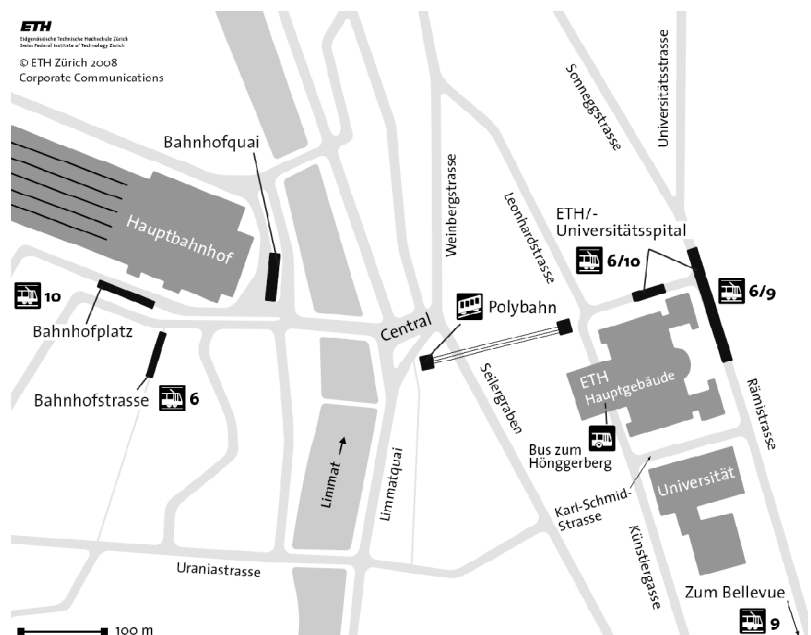 ETH
Eidgenössische Technische Hochschule Zürich
Swiss Federal Institute of Technology Zurich
© ETH Zürich 2008
Corporate Communications
Sonneggstrasse
Universitätsstrasse
Bahnhofquai
Weinbergstrasse
Leonhardstrasse
ETH/-
Universitätsspital
6/10
6/9
Hauptbahnhof
10
Bahnhofplatz
Central
Polybahn
Bahnhofstrasse
6
Seilergraben
ETH
Hauptgebäude
Rämistrasse
Bus zum
Hönggerberg
Limmat
Limmatquai
Karl-Schmid-
Strasse
Universität
Künstlergasse
Uraniastrasse
Zum Bellevue
9
100 m